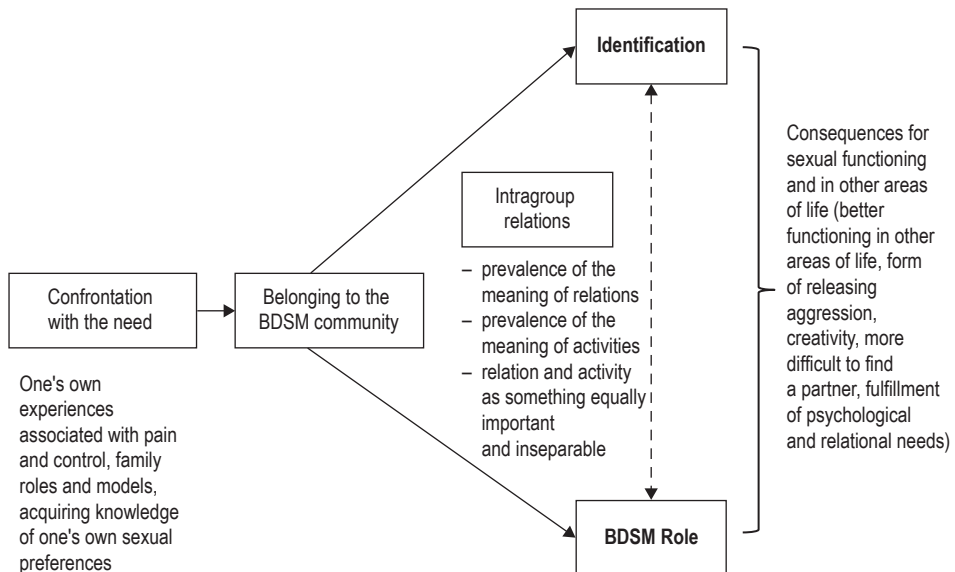 Confrontation
with the need
One's own
experiences
associated with pain
and control, family
roles and models,
acquiring knowledge
of one's own sexual
preferences
Belonging to the
BDSM community
Identification
Intragroup
relations
– prevalence of the
meaning of relations
– prevalence of the
meaning of activities
– relation and activity
as something equally
important
and inseparable
BDSM Role
Consequences for
sexual functioning
and in other areas
of life (better
functioning in other
areas of life, form
of releasing
aggression,
creativity, more
difficult to find
a partner, fulfillment
of psychological
and relational needs)